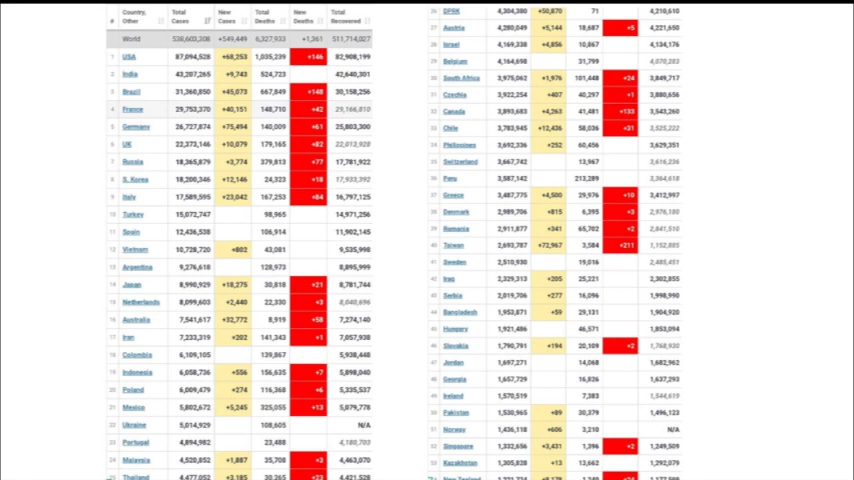 # Country, Other Total Cases New Cases Total Deaths New Deaths Total Recovered
World 538,603,308 +549,449 6,327,933 +1,361 511,714,027
1 USA 87,094,528 +68,253 1,035,239 +146 82,908,199
2 India 43,207,265 +9,743 524,723 42,640,301
3 Brazil 31,360,850 +45,073 667,849 +148 30,158,256
4 France 29,753,370 +40,151 148,710 +42 29,166,810
5 Germany 26,727,874 +75,494 140,009 +61 25,803,300
6 UK 22,373,146 +10,079 179,165 +82 22,013,928
7 Russia 18,365,879 +3,774 379,813 +77 17,781,922
8 S. Korea 18,200,346 +12,146 24,323 +18 17,933,392
9 Italy 17,589,595 +23,042 167,253 +84 16,797,125
10 Turkey 15,072,747 98,965 14,971,256
11 Spain 12,436,538 106,914 11,902,145
12 Vietnam 10,728,720 +802 43,081 9,535,998
13 Argentina 9,276,618 128,973 8,895,999
14 Japan 8,990,929 +18,275 30,818 +21 8,781,744
15 Netherlands 8,099,603 +2,440 22,330 +3 8,040,696
16 Australia 7,541,617 +32,772 8,919 +58 7,274,140
17 Iran 7,233,319 +202 141,343 +1 7,057,938
18 Colombia 6,109,105 139,867 5,938,448
19 Indonesia 6,058,736 +556 156,635 +7 5,898,040
20 Poland 6,009,479 +274 116,368 +6 5,335,537
21 Mexico 5,802,672 +5,245 325,055 +13 5,079,778
22 Ukraine 5,014,929 108,605 N/A
23 Portugal 4,894,982 23,488 4,180,703
24 Malaysia 4,520,852 +1,887 35,708 +3 4,463,070
Thailand 4,477,052 +3,185 30,265 +23 4,421,528
26 DPRK 4,304,380 +50,870 71 4,210,610
27 Austria 4,280,049 +5,144 18,687 +5 4,221,650
28 Israel 4,169,338 +4,856 10,867 4,134,176
29 Belgium 4,164,698 31,799 4,070,283
30 South Africa 3,975,062 +1,976 101,448 +24 3,849,717
31 Czechia 3,922,254 +407 40,297 +1 3,880,656
32 Canada 3,893,683 +4,263 41,481 +133 3,543,260
33 Chile 3,783,945 +12,436 58,036 +31 3,525,222
34 Philippines 3,692,336 +252 60,456 3,629,351
35 Switzerland 3,667,742 13,967 3,616,236
36 Peru 3,587,142 213,289 3,364,618
37 Greece 3,487,775 +4,500 29,976 +10 3,412,997
38 Denmark 2,989,706 +815 6,395 +3 2,976,180
39 Romania 2,911,877 +341 65,702 +2 2,841,510
40 Taiwan 2,693,787 +72,967 3,584 +211 1,152,885
41 Sweden 2,510,930 19,016 2,485,451
42 Iraq 2,329,313 +205 25,221 2,302,855
43 Serbia 2,019,706 +277 16,096 1,998,990
44 Bangladesh 1,953,871 +59 29,131 1,904,920
45 Hungary 1,921,486 46,571 1,853,094
46 Slovakia 1,790,791 +194 20,109 +2 1,768,930
47 Jordan 1,697,271 14,068 1,682,962
48 Georgia 1,657,729 16,826 1,637,293
49 Ireland 1,570,519 7,383 1,544,619
50 Pakistan 1,530,965 +89 30,379 1,496,123
51 Norway 1,436,118 +606 3,210 N/A
52 Singapore 1,332,656 +3,431 1,396 +2 1,249,509
53 Kazakhstan 1,305,828 +13 13,662 1,292,079
New Zealand